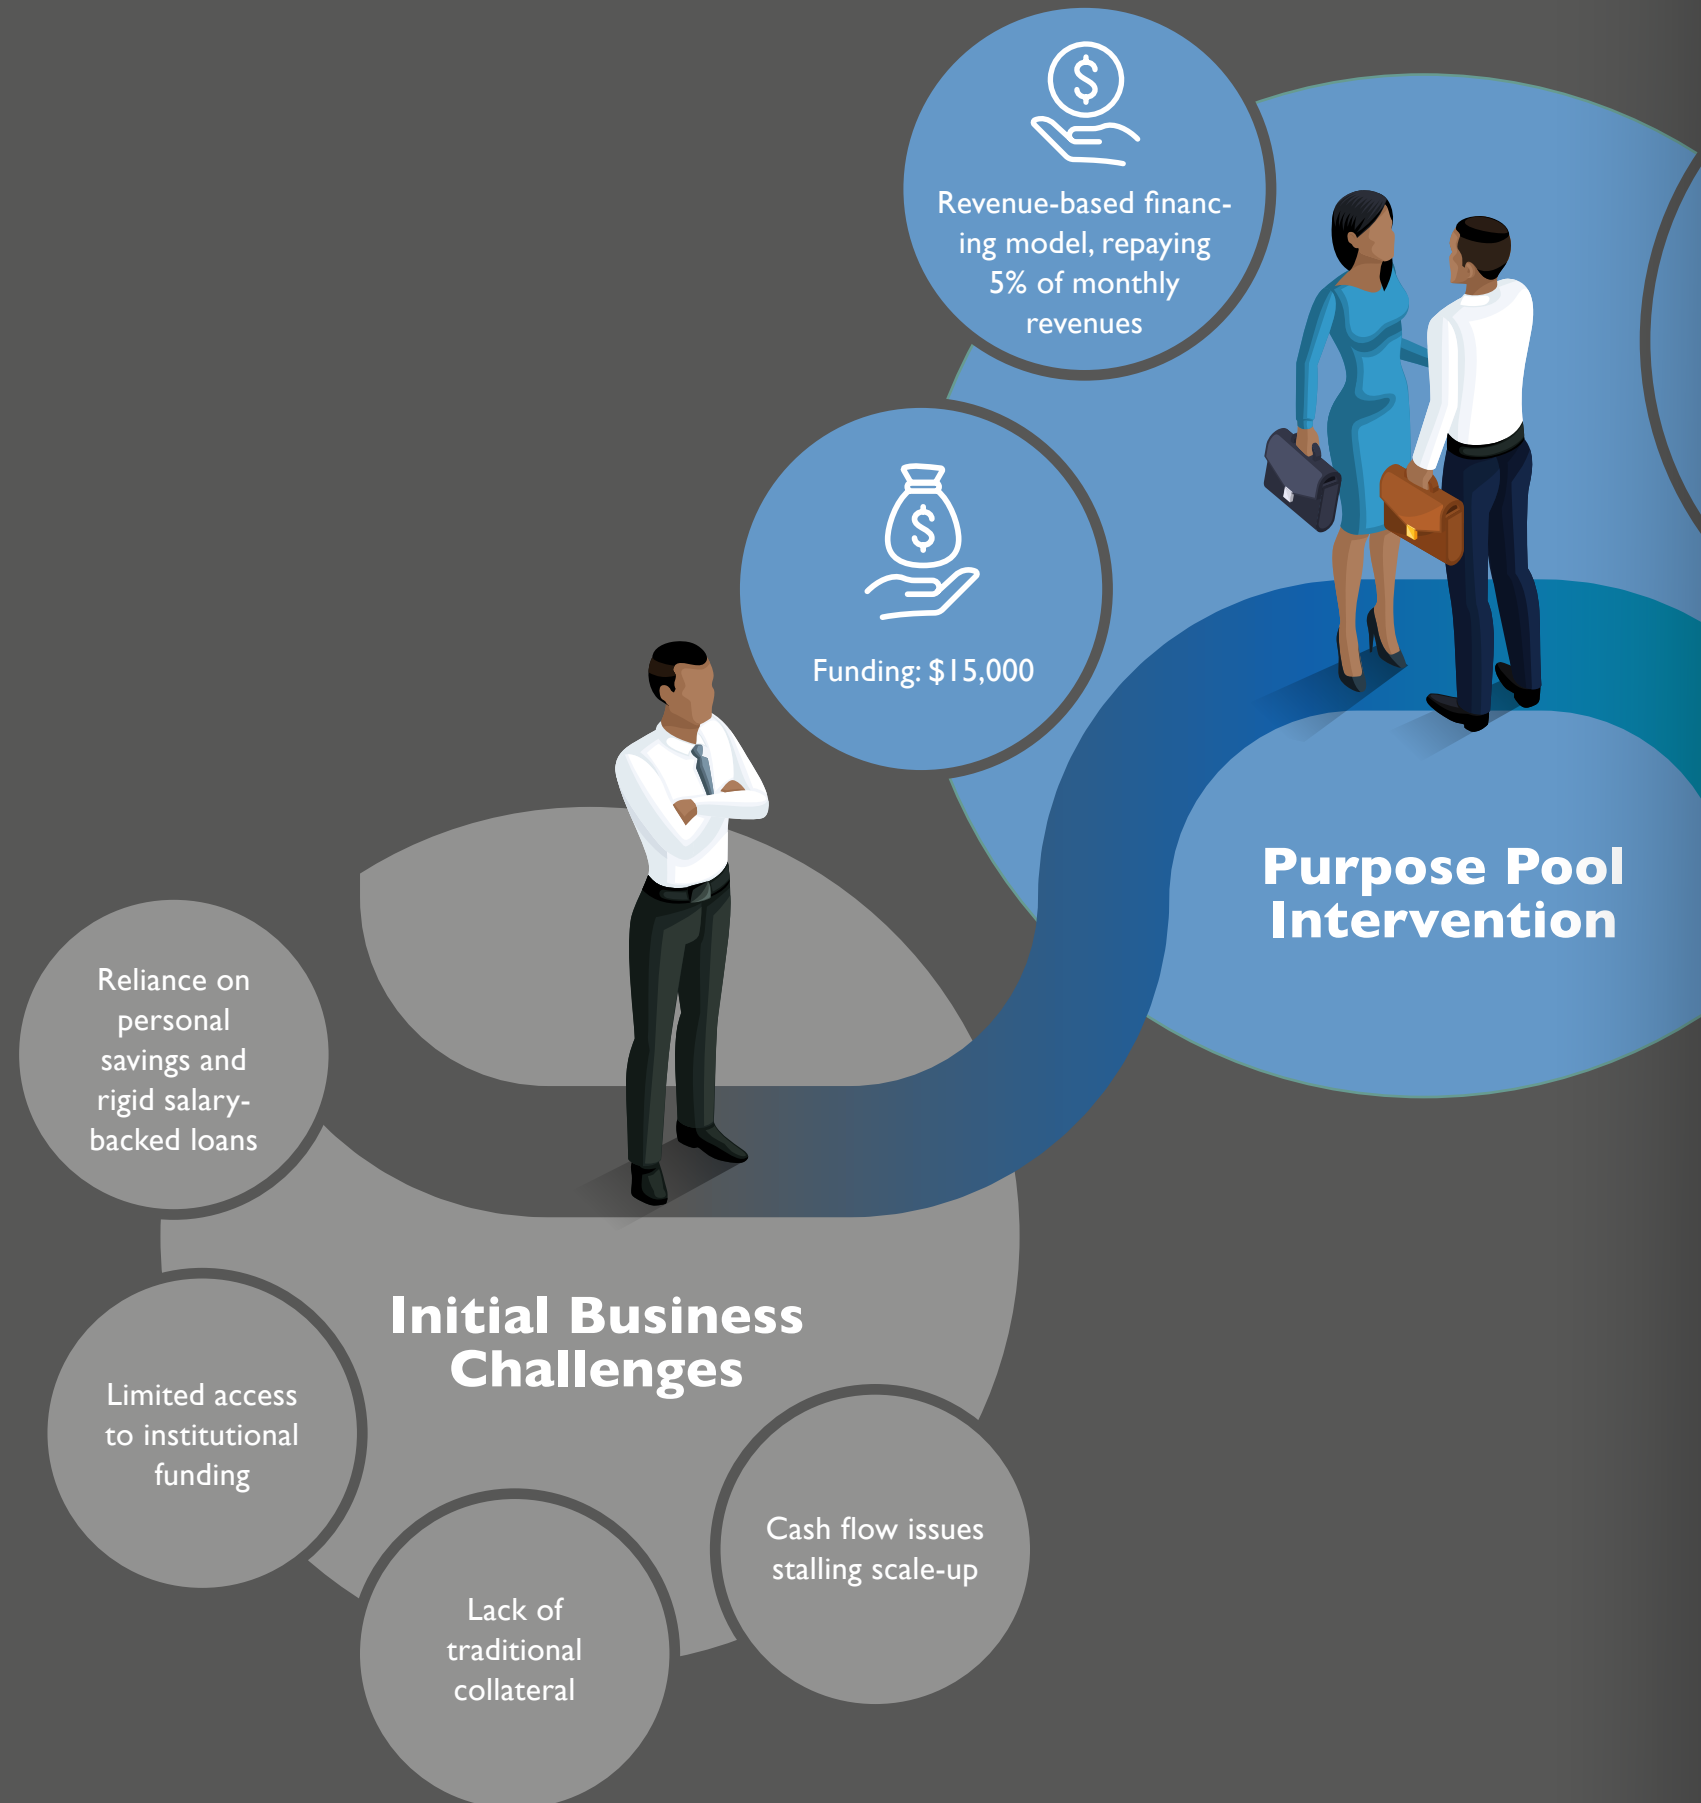 Revenue-based financ-
ing model, repaying
5% of monthly
revenues
Funding: $15,000
Purpose Pool
Intervention
Reliance on
personal
savings and
rigid salary-
backed loans
Initial Business
Challenges
Limited access
to institutional
funding
Lack of
traditional
collateral
Cash flow issues
stalling scale-up